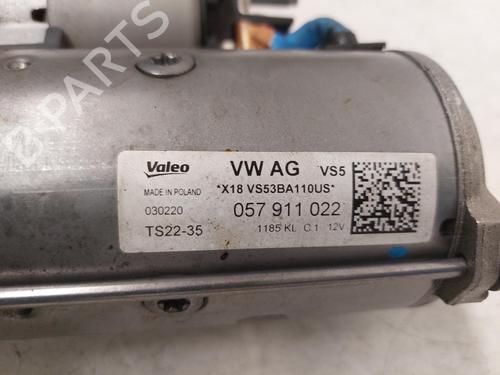 Valeo VW AG VS5
MADE IN POLAND *X18 VS53BA110US*
030220 057 911 022
TS22-35 1185 KL C1 12V
B-PARTS